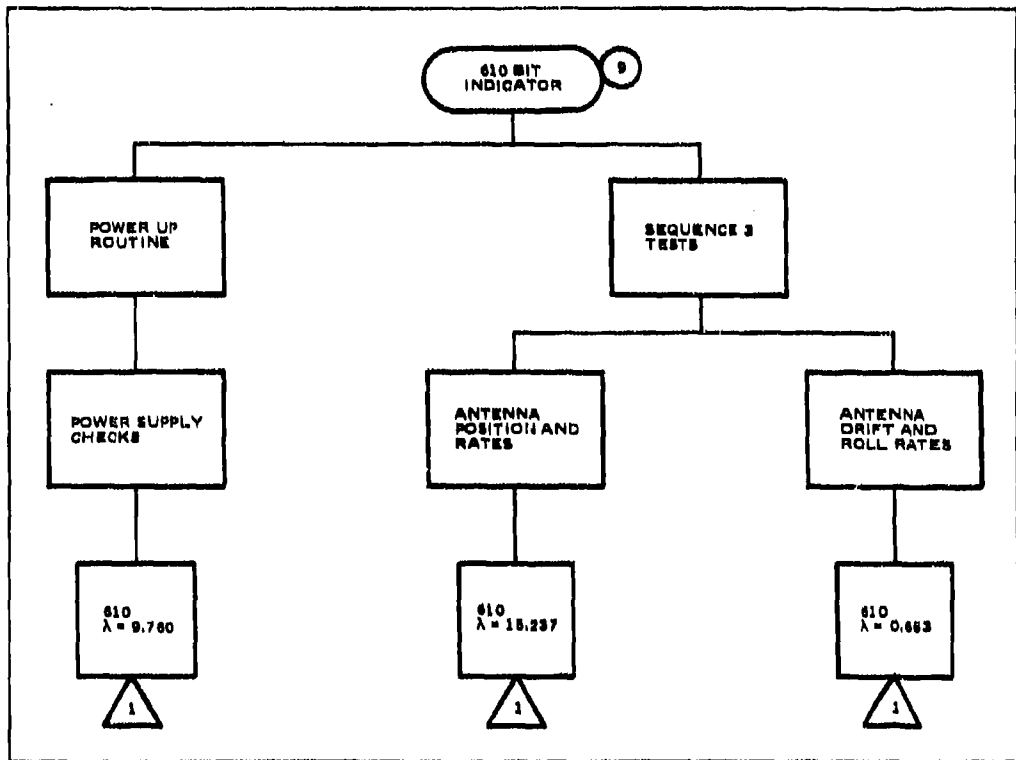 610 BIT
INDICATOR
9
POWER UP
ROUTINE
SEQUENCE 3
TESTS
POWER SUPPLY
CHECKS
ANTENNA
POSITION AND
RATES
ANTENNA
DRIFT AND
ROLL RATES
610
λ = 9.760
610
λ = 15.237
610
λ =
1
1
1